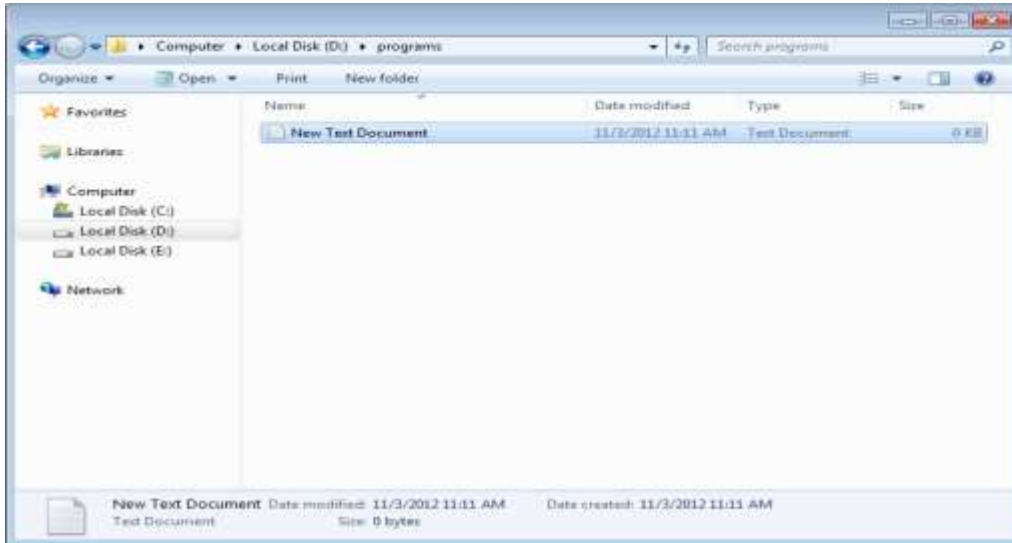 Computer ▸ Local Disk (D:) ▸ programs Search programs
Organize Open Print New folder
Name Date modified Type Size
New Text Document 11/3/2012 11:11 AM Text Document 0 KB
Favorites
Libraries
Computer
Local Disk (C:)
Local Disk (D:)
Local Disk (E:)
Network
New Text Document Date modified: 11/3/2012 11:11 AM Date created: 11/3/2012 11:11 AM
Text Document Size: 0 bytes